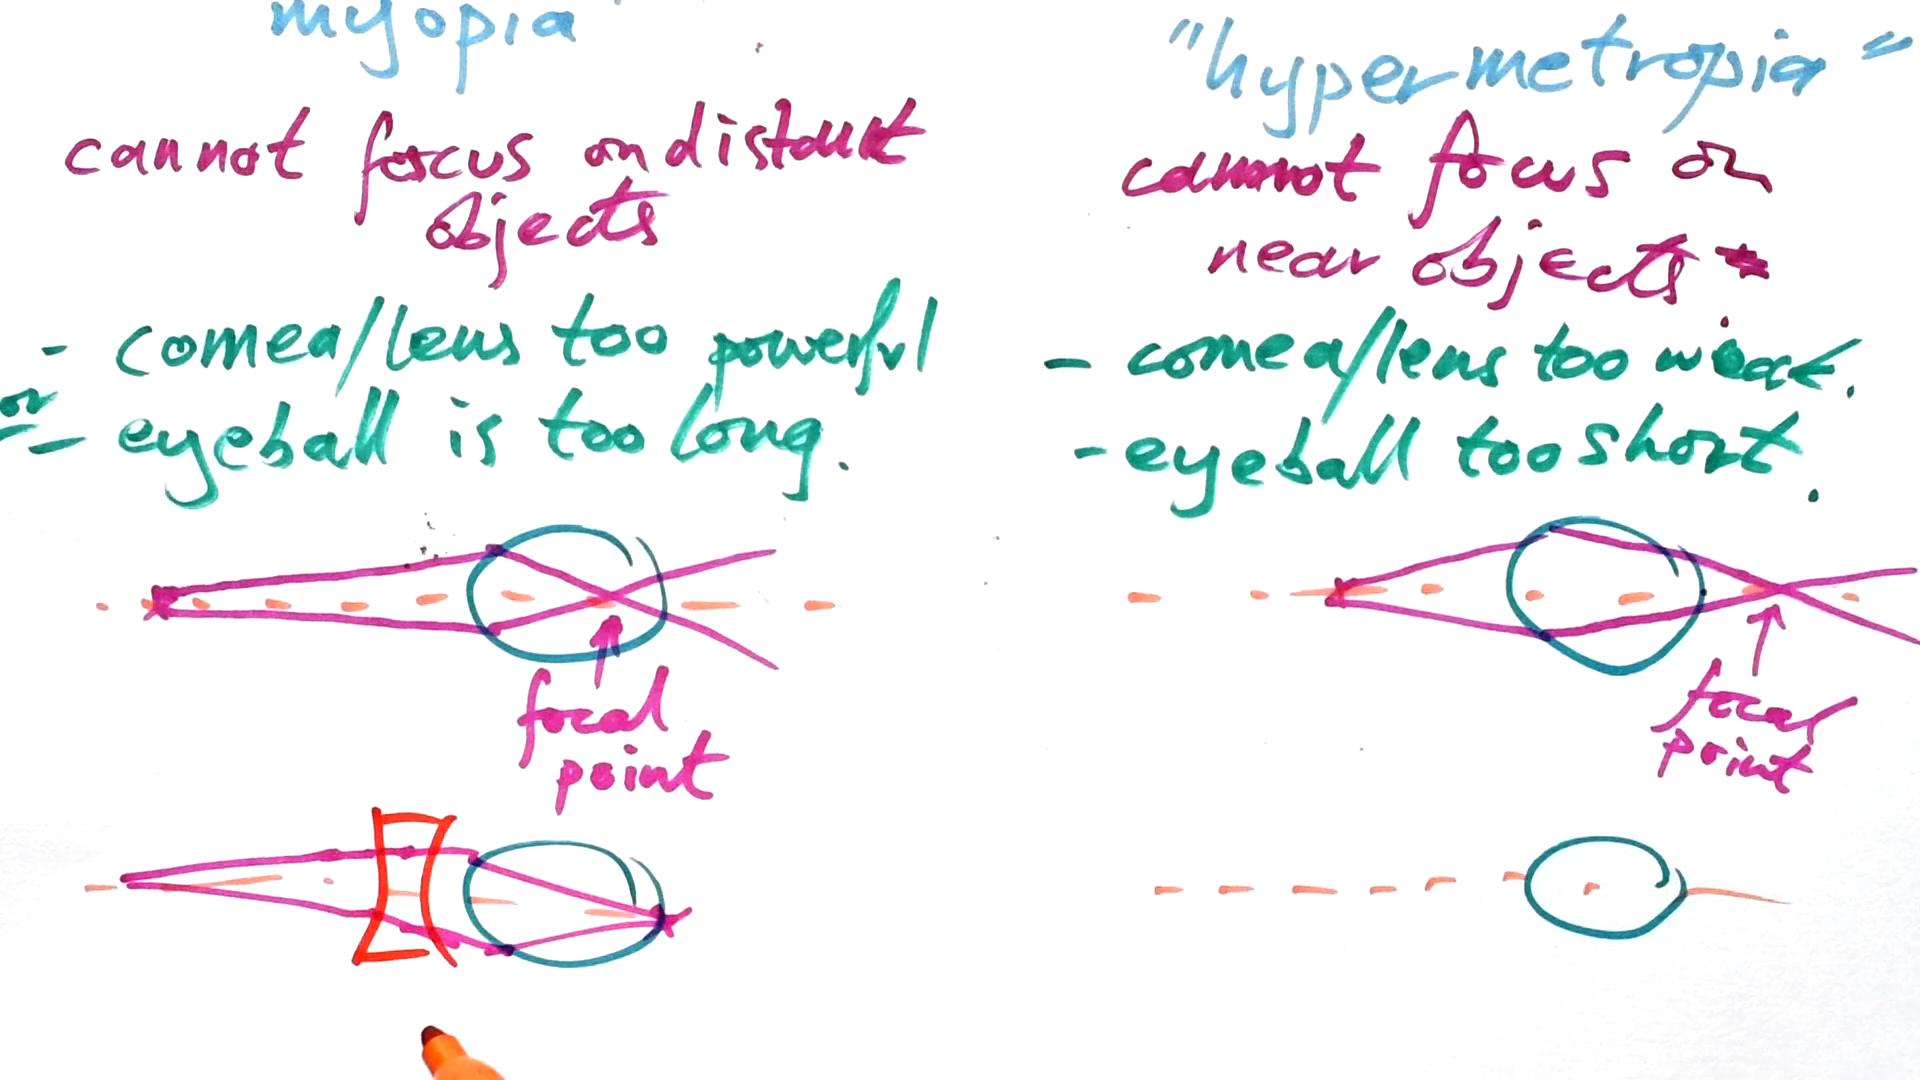 myopia
cannot focus on distant
objects
- cornea/lens too powerful
or
- eyeball is too long.
focal
point
"hypermetropia"
cannot focus on
near objects
- cornea/lens too weak.
- eyeball too short.
focal
point